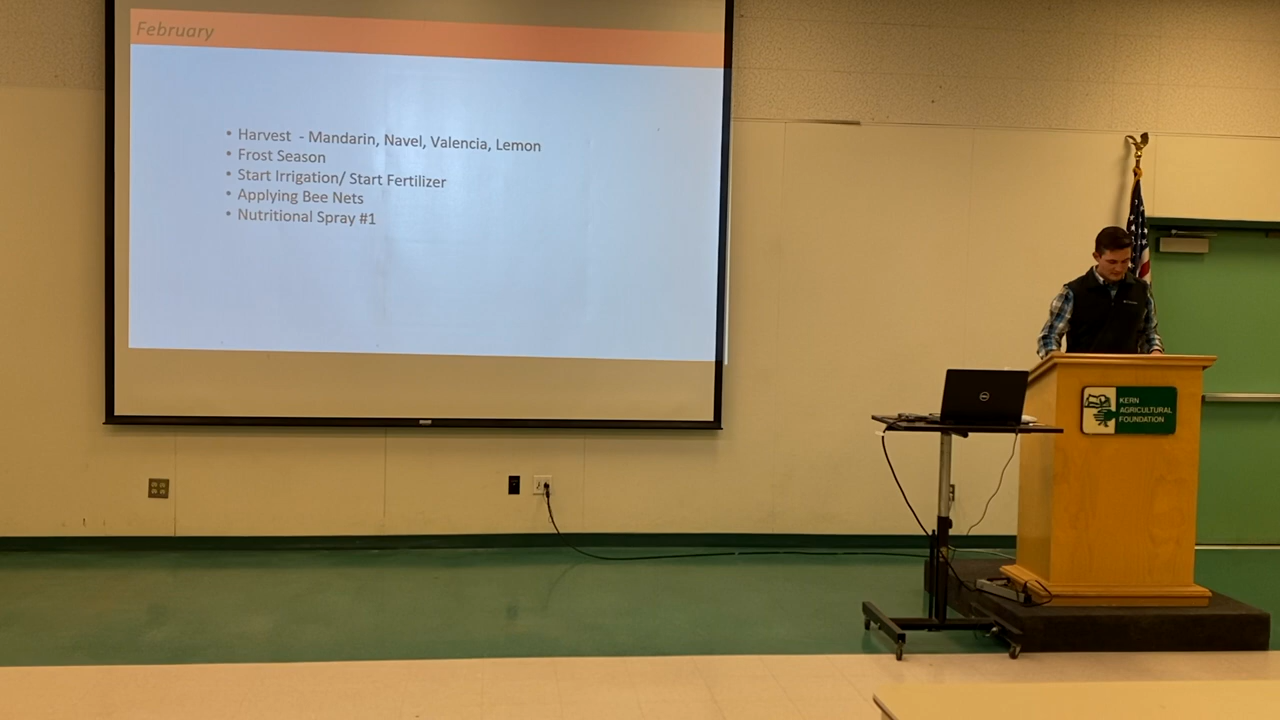 February
• Harvest - Mandarin, Navel, Valencia, Lemon
• Frost Season
• Start Irrigation/ Start Fertilizer
• Applying Bee Nets
• Nutritional Spray #1
KERN
AGRICULTURAL
FOUNDATION
DELL